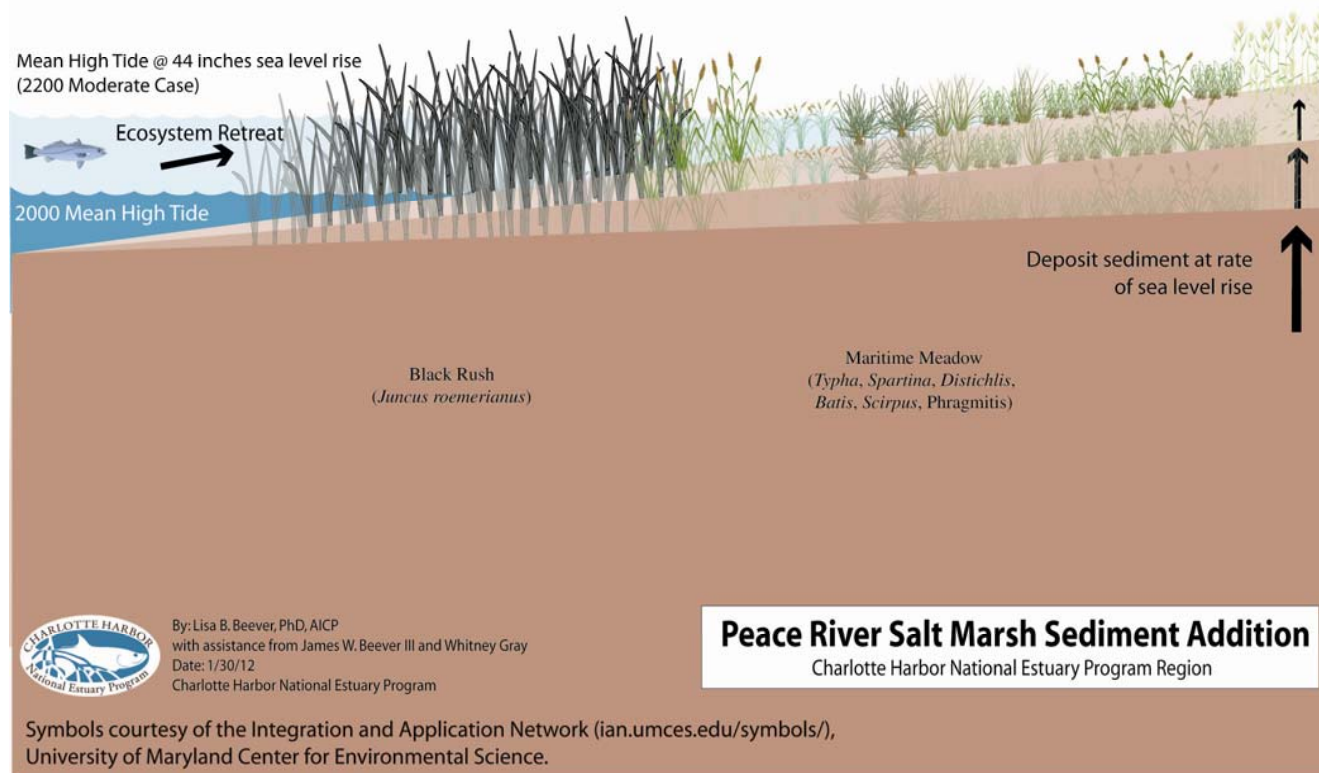 Mean High Tide @ 44 inches sea level rise
(2200 Moderate Case)
Ecosystem Retreat
2000 Mean High Tide
Deposit sediment at rate
of sea level rise
Black Rush
(Juncus roemerianus)
Maritime Meadow
(Typha, Spartina, Distichlis,
Batis, Scirpus, Phragmitis)
CHARLOTTE HARBOR
National Estuary Program
By: Lisa B. Beever, PhD, AICP
with assistance from James W. Beever III and Whitney Gray
Date: 1/30/12
Charlotte Harbor National Estuary Program
Peace River Salt Marsh Sediment Addition
Charlotte Harbor National Estuary Program Region
Symbols courtesy of the Integration and Application Network (ian.umces.edu/symbols/),
University of Maryland Center for Environmental Science.